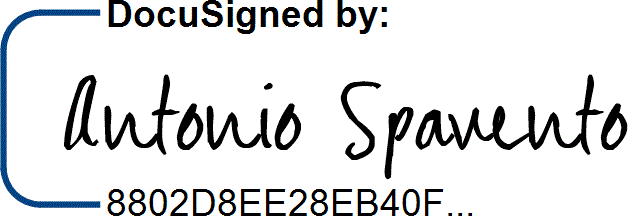 DocuSigned by:
Antonio Spavento
8802D8EE28EB40F...